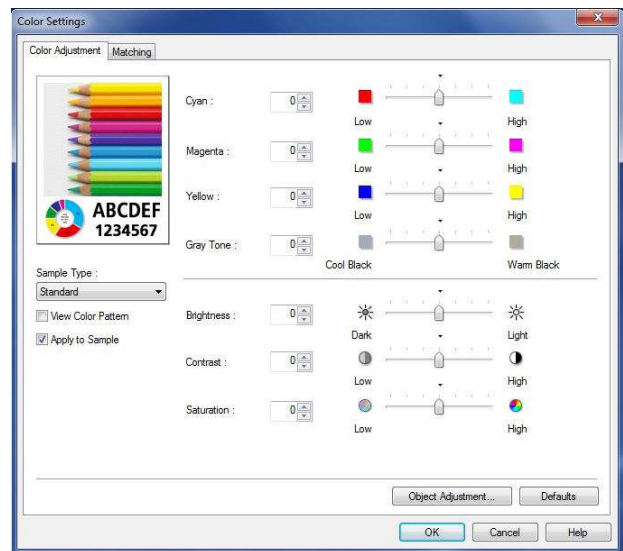 Color Settings
Color Adjustment Matching
Cyan : 0
Low High
Magenta : 0
Low High
ABCDEF
1234567
Yellow : 0
Low High
Gray Tone : 0
Cool Black Warm Black
Sample Type :
Standard
View Color Pattern
Apply to Sample
Brightness : 0
Dark Light
Contrast : 0
Low High
Saturation : 0
Low High
Object Adjustment... Defaults
OK Cancel Help